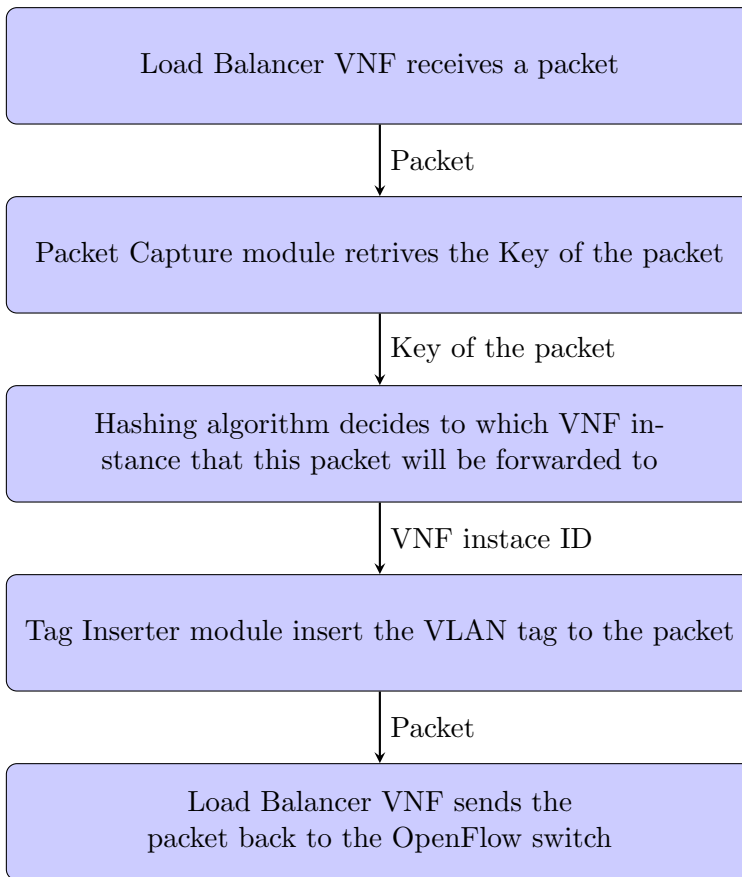 Load Balancer VNF receives a packet
Packet
Packet Capture module retrives the Key of the packet
Key of the packet
Hashing algorithm decides to which VNF in-
stance that this packet will be forwarded to
VNF instace ID
Tag Inserter module insert the VLAN tag to the packet
Packet
Load Balancer VNF sends the
packet back to the OpenFlow switch